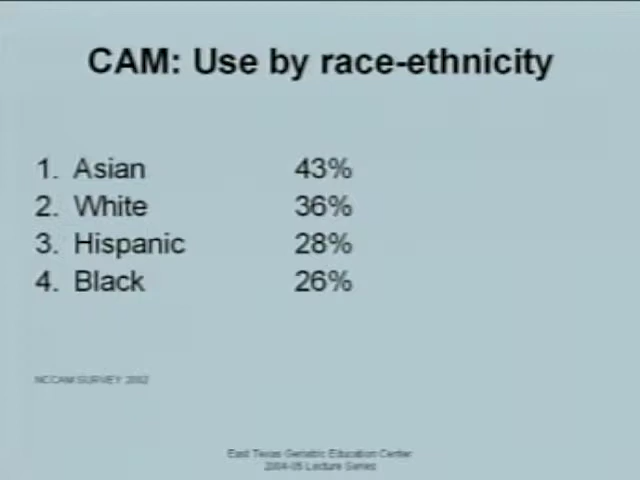 CAM: Use by race-ethnicity
1. Asian 43%
2. White 36%
3. Hispanic 28%
4. Black 26%
NCCAM SURVEY 2002
East Texas Geriatric Education Center
2004-05 Lecture Series